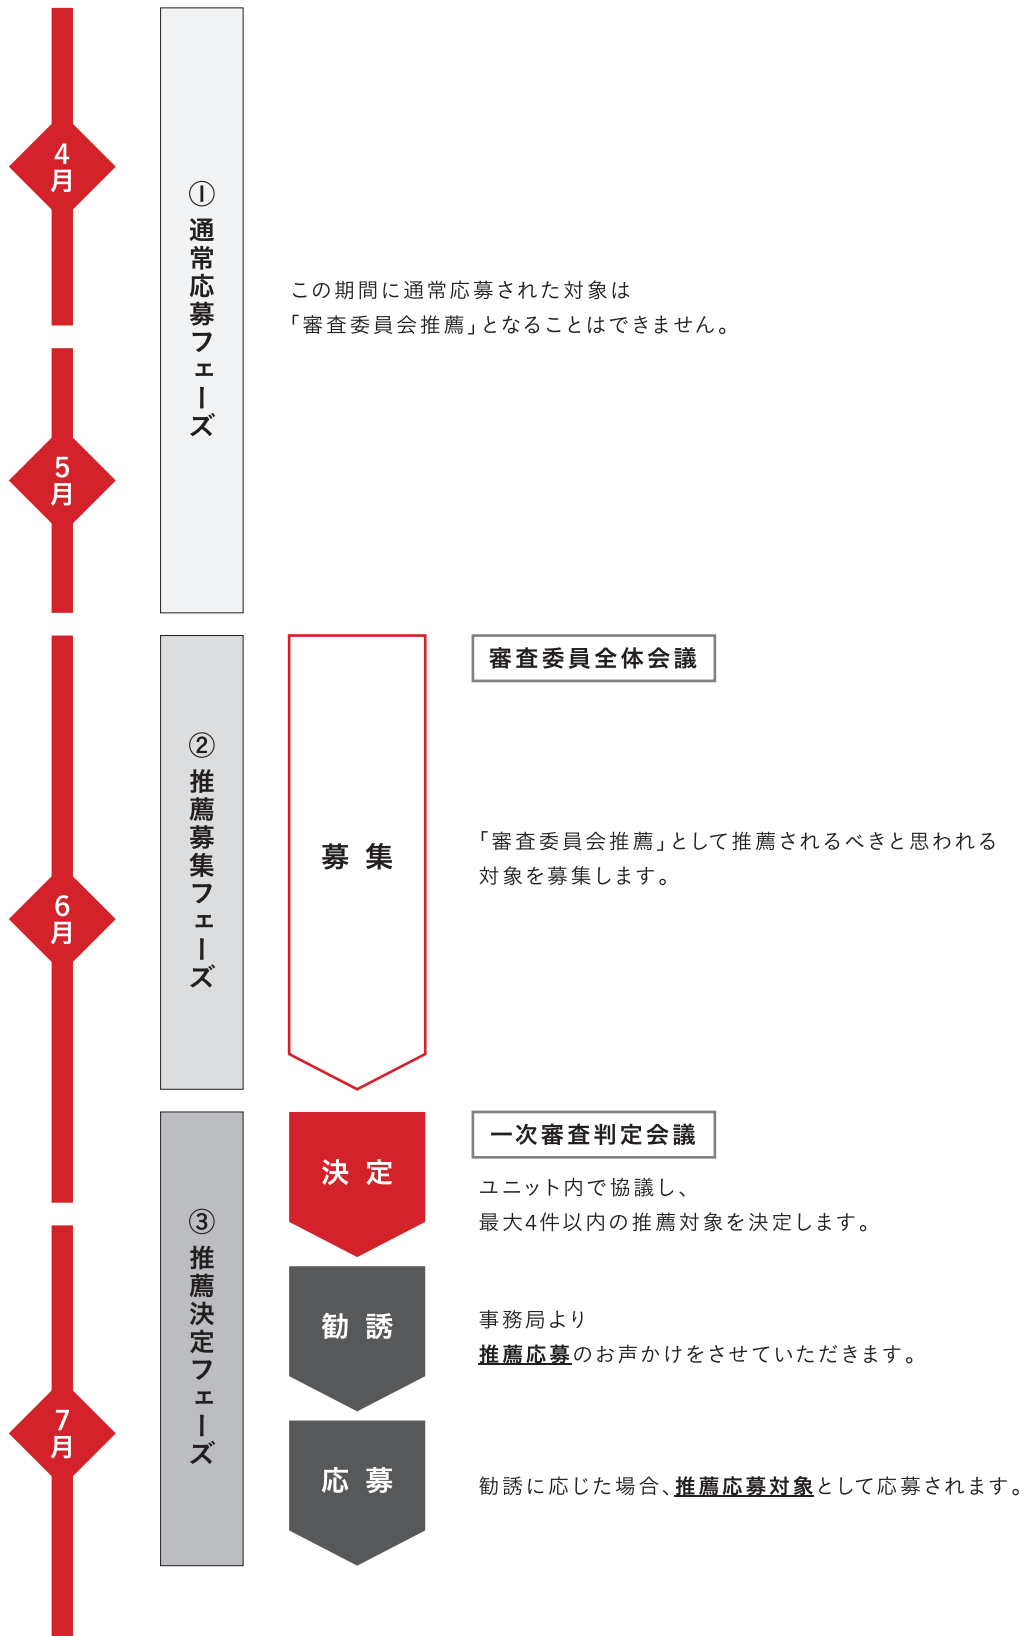 4月
①通常応募フェーズ
この期間に通常応募された対象は
「審査委員会推薦」となることはできません。
5月
②推薦募集フェーズ
募集
審査委員全体会議
「審査委員会推薦」として推薦されるべきと思われる
対象を募集します。
6月
③推薦決定フェーズ
決定
一次審査判定会議
ユニット内で協議し、
最大4件以内の推薦対象を決定します。
勧誘
事務局より
推薦応募のお声かけをさせていただきます。
7月
応募
勧誘に応じた場合、推薦応募対象として応募されます。